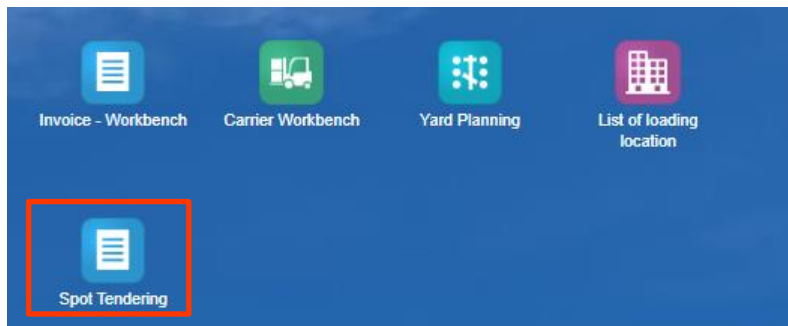 Invoice - Workbench Carrier Workbench Yard Planning List of loading
location
Spot Tendering